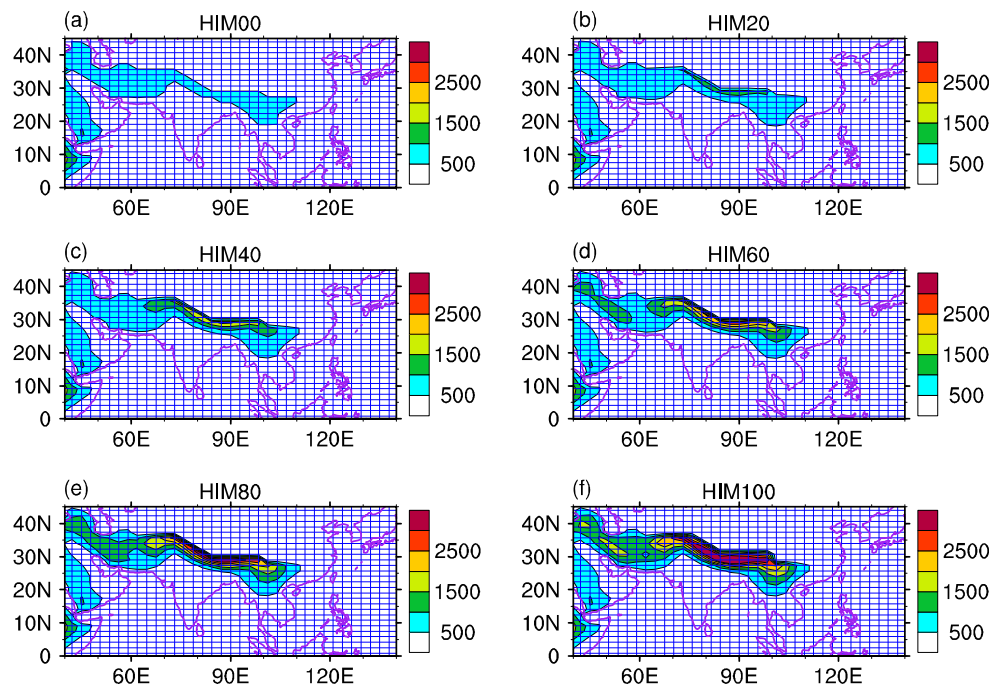 (a) HIM00
40N
30N
20N
10N
0
60E 90E 120E
2500
1500
500
(b) HIM20
40N
30N
20N
10N
0
60E 90E 120E
2500
1500
500
(c) HIM40
40N
30N
20N
10N
0
60E 90E 120E
2500
1500
500
(d) HIM60
40N
30N
20N
10N
0
60E 90E 120E
2500
1500
500
(e) HIM80
40N
30N
20N
10N
0
60E 90E 120E
2500
1500
500
(f) HIM100
40N
30N
20N
10N
0
60E 90E 120E
2500
1500
500